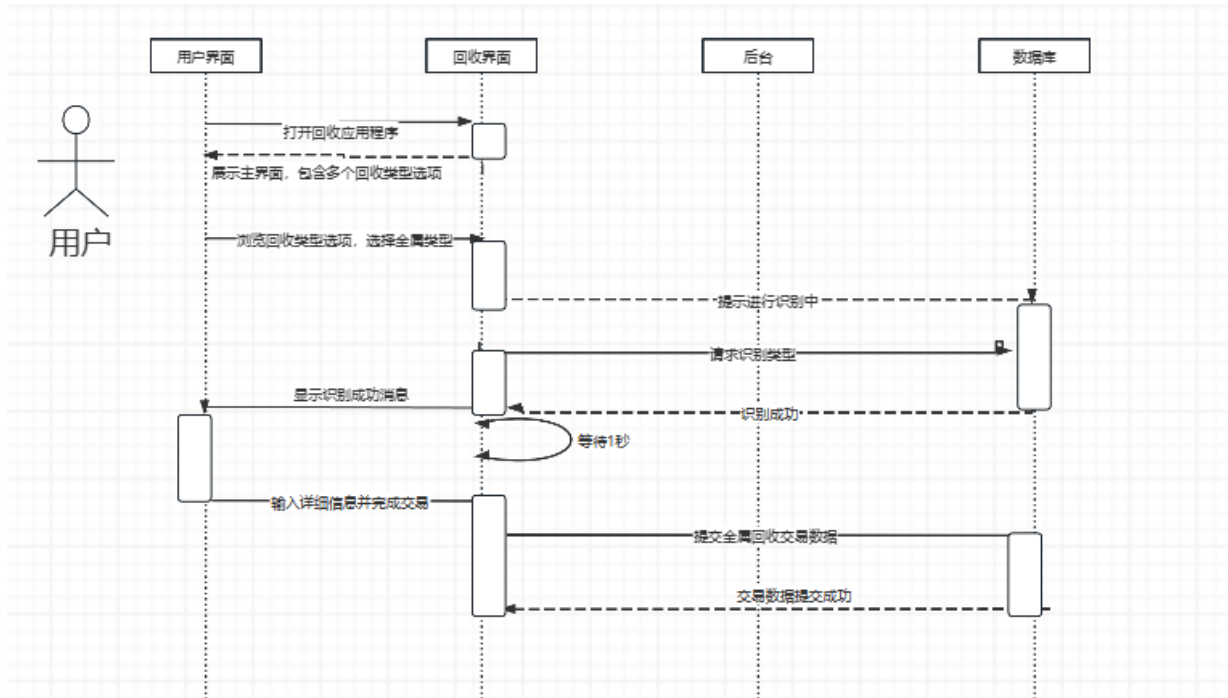 用户界面
回收界面
后台
数据库
打开回收应用程序
展示主界面，包含多个回收类型选项
用户
浏览回收类型选项，选择金属类型
提示进行识别中
请求识别类型
显示识别成功消息
识别成功
等待1秒
输入详细信息并完成交易
提交金属回收交易数据
交易数据提交成功